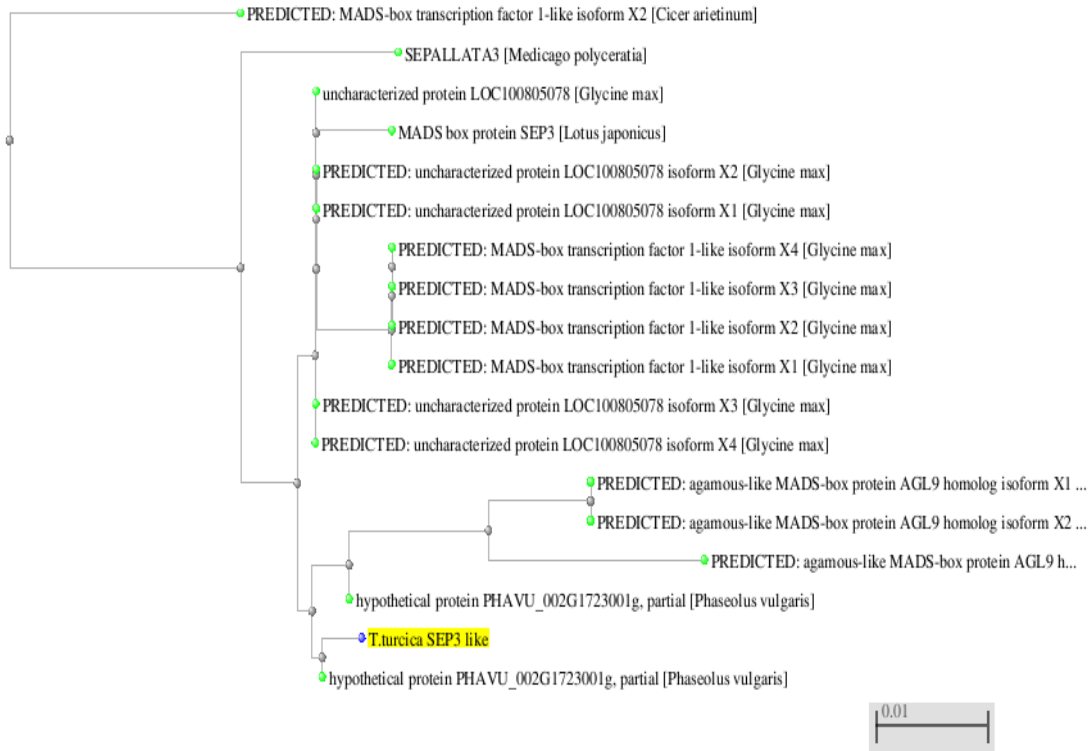 PREDICTED: MADS-box transcription factor 1-like isoform X2 [Cicer arietinum]
SEPALLATA3 [Medicago polyceratia]
uncharacterized protein LOC100805078 [Glycine max]
MADS box protein SEP3 [Lotus japonicus]
PREDICTED: uncharacterized protein LOC100805078 isoform X2 [Glycine max]
PREDICTED: uncharacterized protein LOC100805078 isoform X1 [Glycine max]
PREDICTED: MADS-box transcription factor 1-like isoform X4 [Glycine max]
PREDICTED: MADS-box transcription factor 1-like isoform X3 [Glycine max]
PREDICTED: MADS-box transcription factor 1-like isoform X2 [Glycine max]
PREDICTED: MADS-box transcription factor 1-like isoform X1 [Glycine max]
PREDICTED: uncharacterized protein LOC100805078 isoform X3 [Glycine max]
PREDICTED: uncharacterized protein LOC100805078 isoform X4 [Glycine max]
PREDICTED: agamous-like MADS-box protein AGL9 homolog isoform X1 ...
PREDICTED: agamous-like MADS-box protein AGL9 homolog isoform X2 ...
PREDICTED: agamous-like MADS-box protein AGL9 h...
hypothetical protein PHAVU_002G1723001g, partial [Phaseolus vulgaris]
T.turcica SEP3 like
hypothetical protein PHAVU_002G1723001g, partial [Phaseolus vulgaris]
0.01